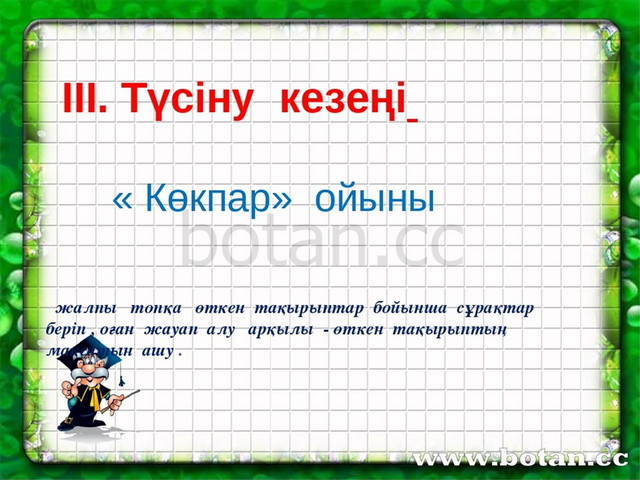 III. Түсіну кезеңі
« Көкпар» ойыны
botan.cc
жалпы топқа өткен тақырыптар бойынша сұрақтар
беріп , оған жауап алу арқылы - өткен тақырыптың
ашу .
www.botan.cc